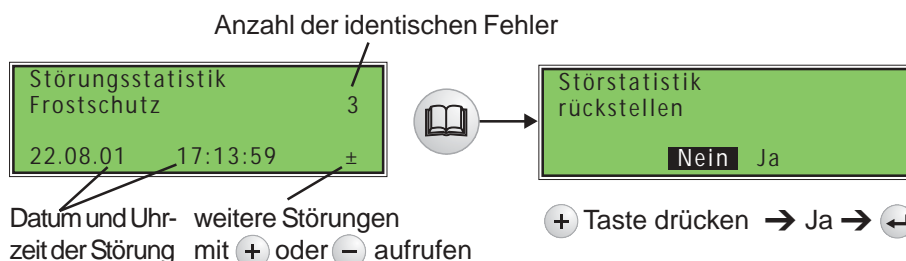 Anzahl der identischen Fehler
Störungsstatistik
Frostschutz 3
22.08.01 17:13:59 ±
Datum und Uhr-
zeit der Störung
weitere Störungen
mit + oder − aufrufen
Störstatistik
rückstellen
Nein Ja
+ Taste drücken → Ja → ↵